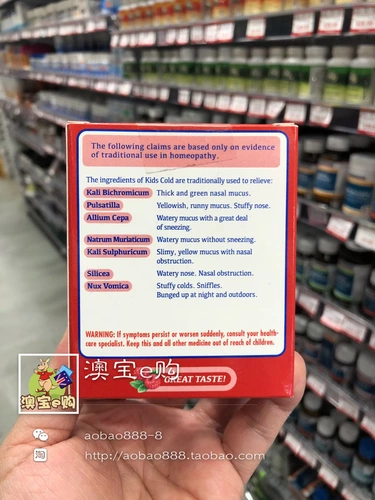 The following claims are based only on evidence
of traditional use in homeopathy.
The ingredients of Kids Cold are traditionally used to relieve:
Kali Bichromicum Thick and green nasal mucus.
Pulsatilla Yellowish, runny mucus. Stuffy nose.
Allium Cepa Watery mucus with a great deal
of sneezing.
Natrum Muriaticum Watery mucus without sneezing.
Kali Sulphuricum Slimy, yellow mucus with nasal
obstruction.
Silicea Watery nose. Nasal obstruction.
Nux Vomica Stuffy colds. Sniffles.
Bunged up at night and outdoors.
WARNING: If symptoms persist or worsen suddenly, consult your health-
care specialist. Keep this and all other medicine out of reach of children.
GREAT TASTE!
澳宝e购
澳宝e购
aobao888-8
淘
http://aobao888.taobao.com